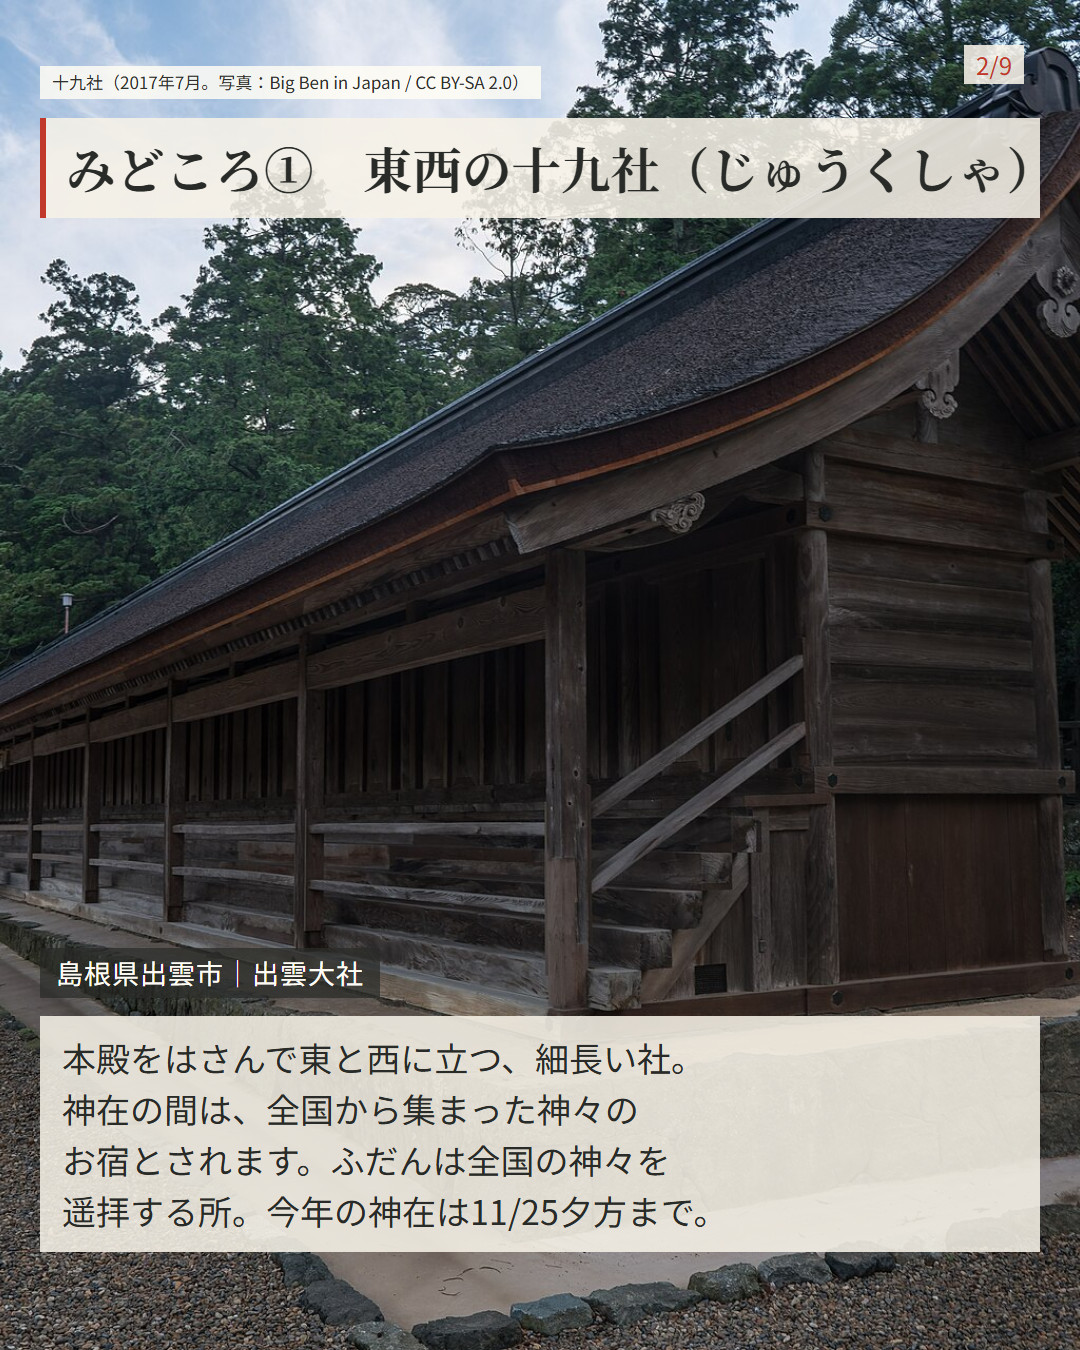 2/9
十九社（2017年7月。写真：Big Ben in Japan / CC BY-SA 2.0）
みどころ①　東西の十九社（じゅうくしゃ）
島根県出雲市｜出雲大社
本殿をはさんで東と西に立つ、細長い社。
神在の間は、全国から集まった神々の
お宿とされます。ふだんは全国の神々を
遥拝する所。今年の神在は11/25夕方まで。